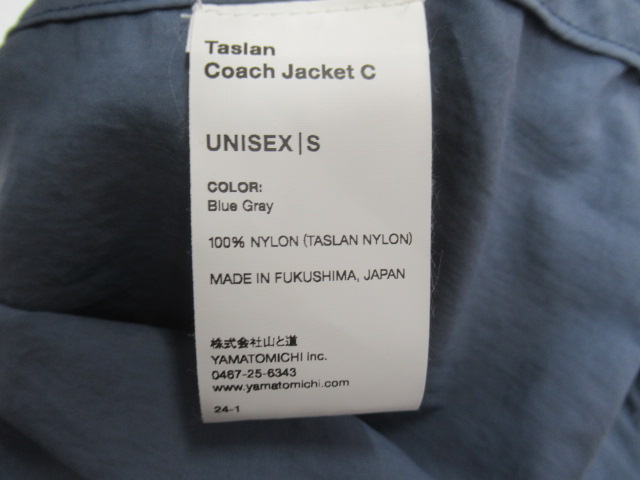 Taslan
Coach Jacket C
UNISEX|S
COLOR:
Blue Gray
100% NYLON (TASLAN NYLON)
MADE IN FUKUSHIMA, JAPAN
株式会社山と道
YAMATOMICHI inc.
0467-25-6343
www.yamatomichi.com
24-1